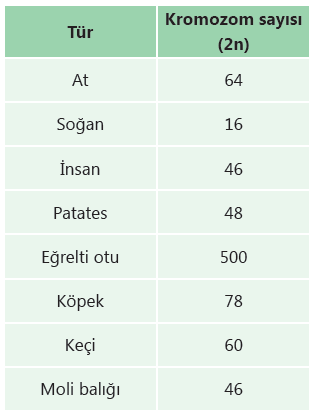 Tür Kromozom sayısı (2n)
At 64
Soğan 16
İnsan 46
Patates 48
Eğrelti otu 500
Köpek 78
Keçi 60
Moli balığı 46